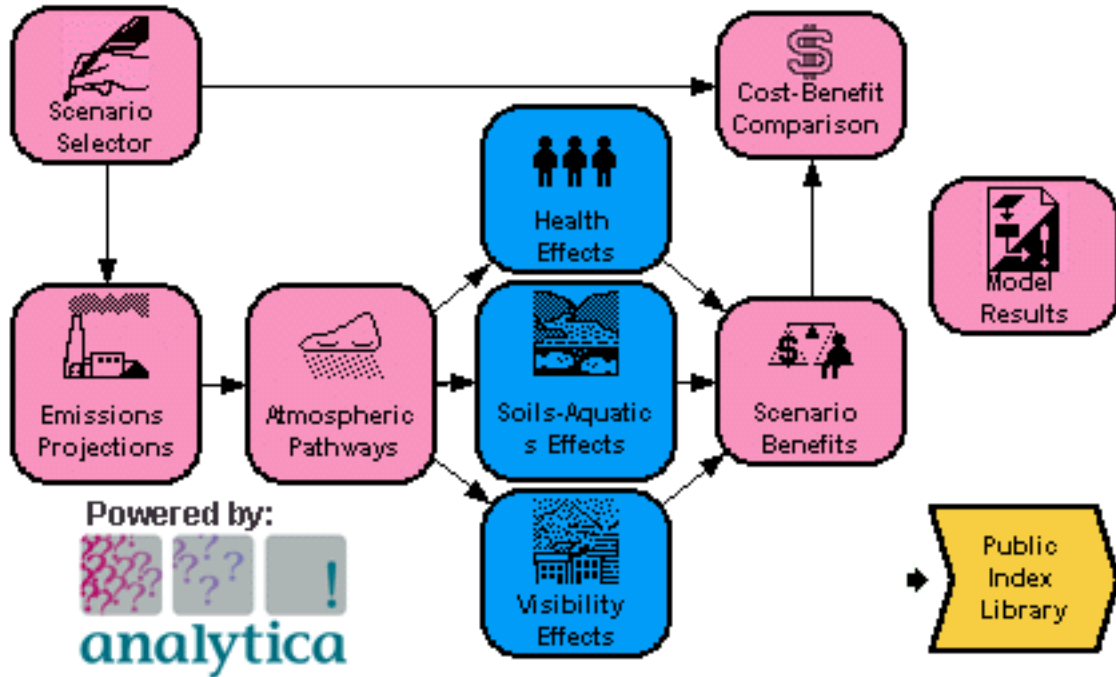 Scenario
Selector
$
Cost-Benefit
Comparison
Health
Effects
Model
Results
Emissions
Projections
Atmospheric
Pathways
Soils-Aquatic
s Effects
$
Scenario
Benefits
Visibility
Effects
Public
Index
Library
Powered by:
analytica